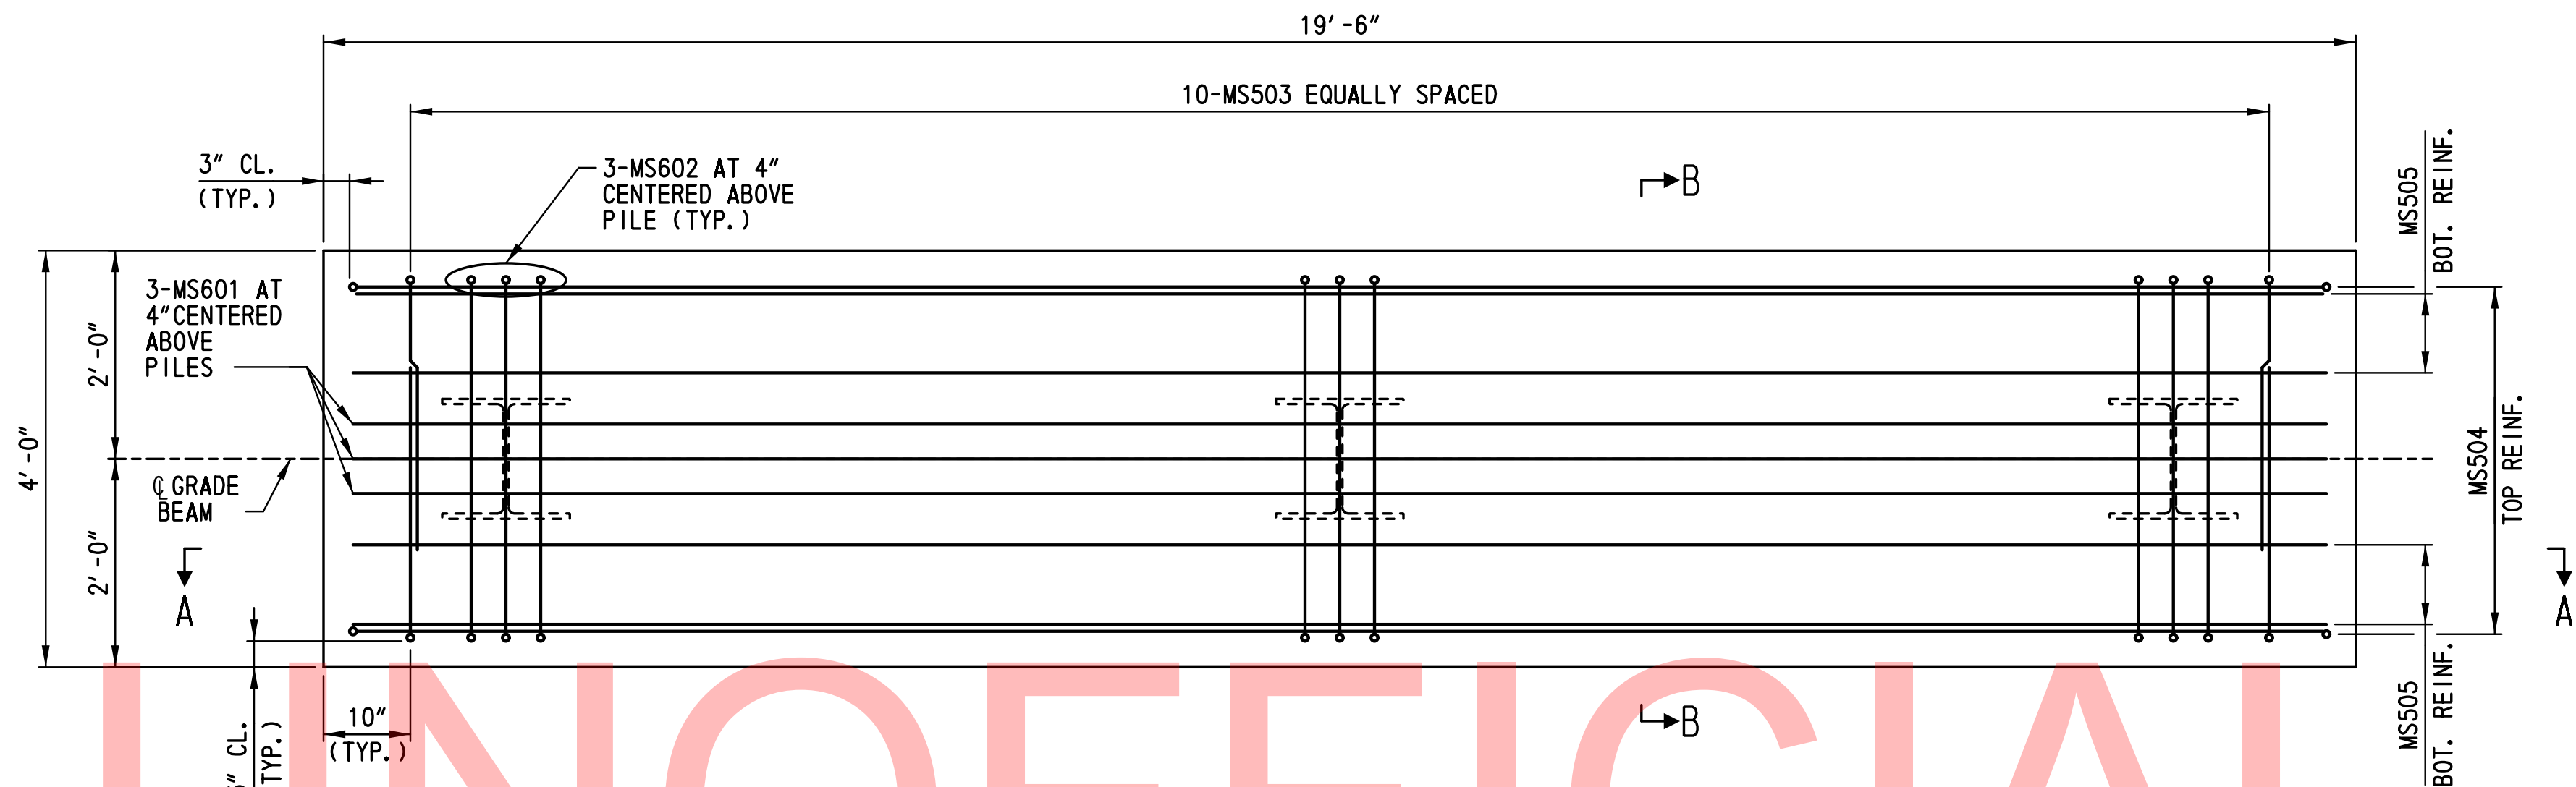 19'-6"
10-MS503 EQUALLY SPACED
3" CL.
(TYP.)
3-MS602 AT 4"
CENTERED ABOVE
PILE (TYP.)
B
MS505
BOT. REINF.
3-MS601 AT
4"CENTERED
ABOVE
PILES
2'-0"
4'-0"
℄ GRADE
BEAM
2'-0"
MS504
TOP REINF.
A
A
10"
(TYP.)
" CL.
TYP.)
B
MS505
BOT. REINF.
UNOFFICIAL